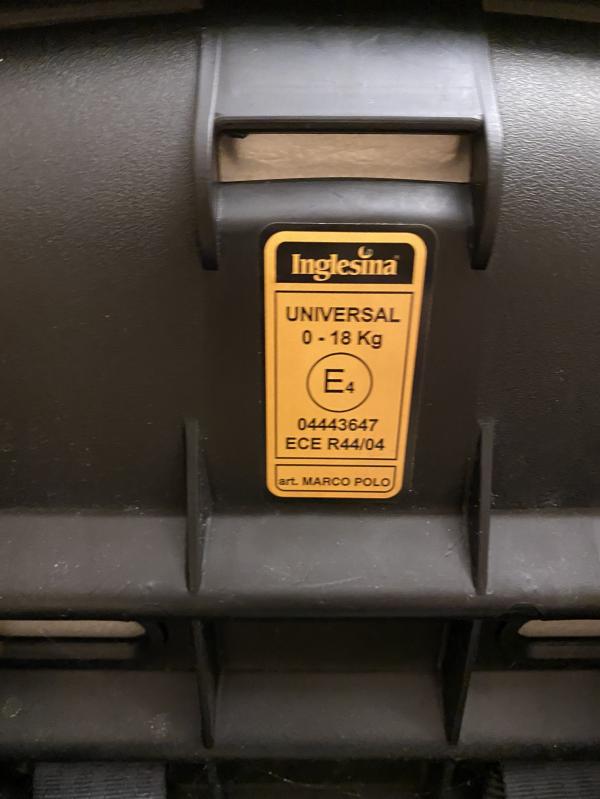 Inglesina
UNIVERSAL
0 - 18 Kg
E4
04443647
ECE R44/04
art. MARCO POLO